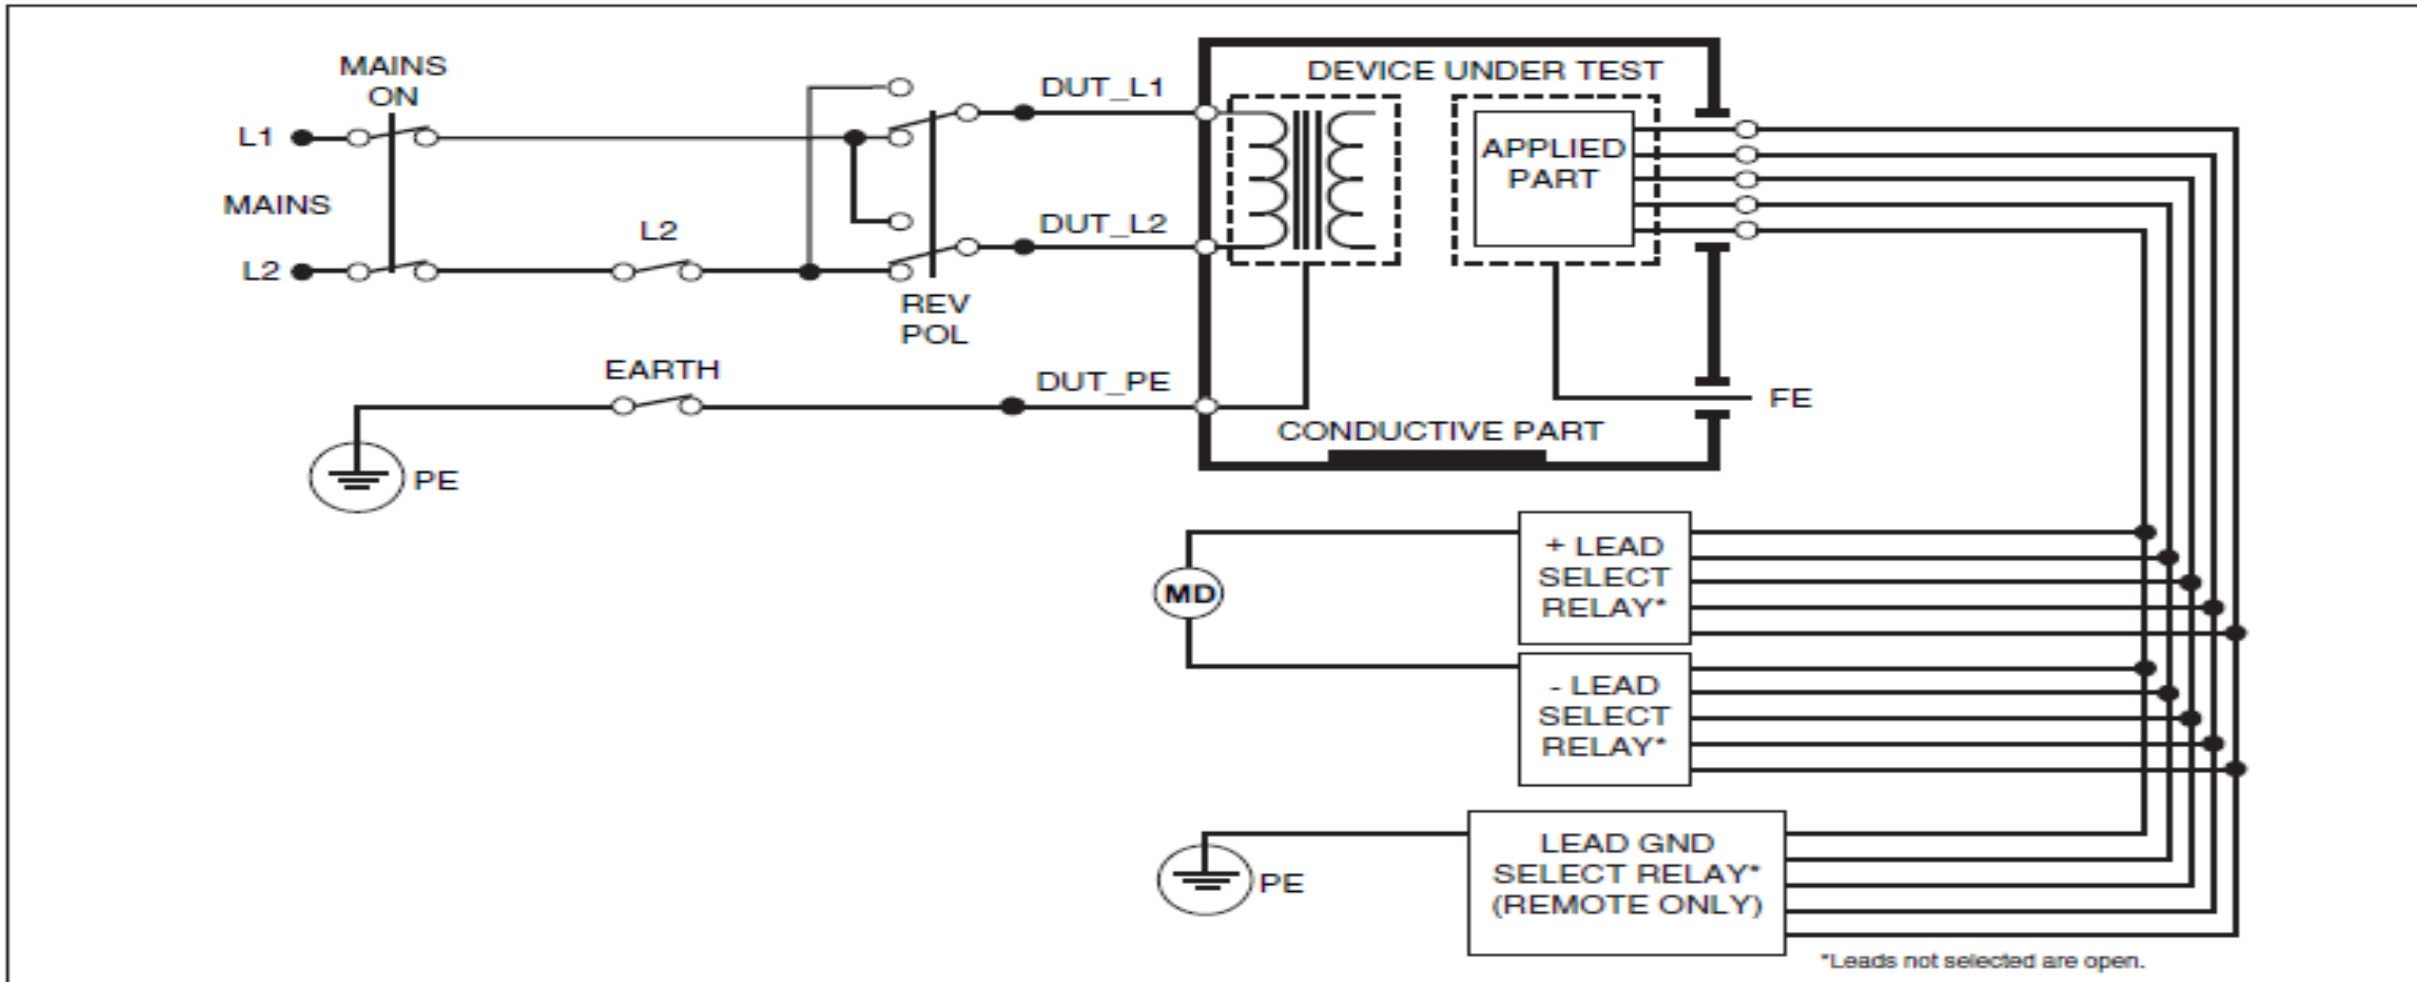 MAINS
ON
L1
MAINS
L2
L2
REV
POL
EARTH
PE
DUT_L1
DUT_L2
DUT_PE
DEVICE UNDER TEST
APPLIED
PART
FE
CONDUCTIVE PART
MD
+ LEAD
SELECT
RELAY*
- LEAD
SELECT
RELAY*
PE
LEAD GND
SELECT RELAY*
(REMOTE ONLY)
*Leads not selected are open.